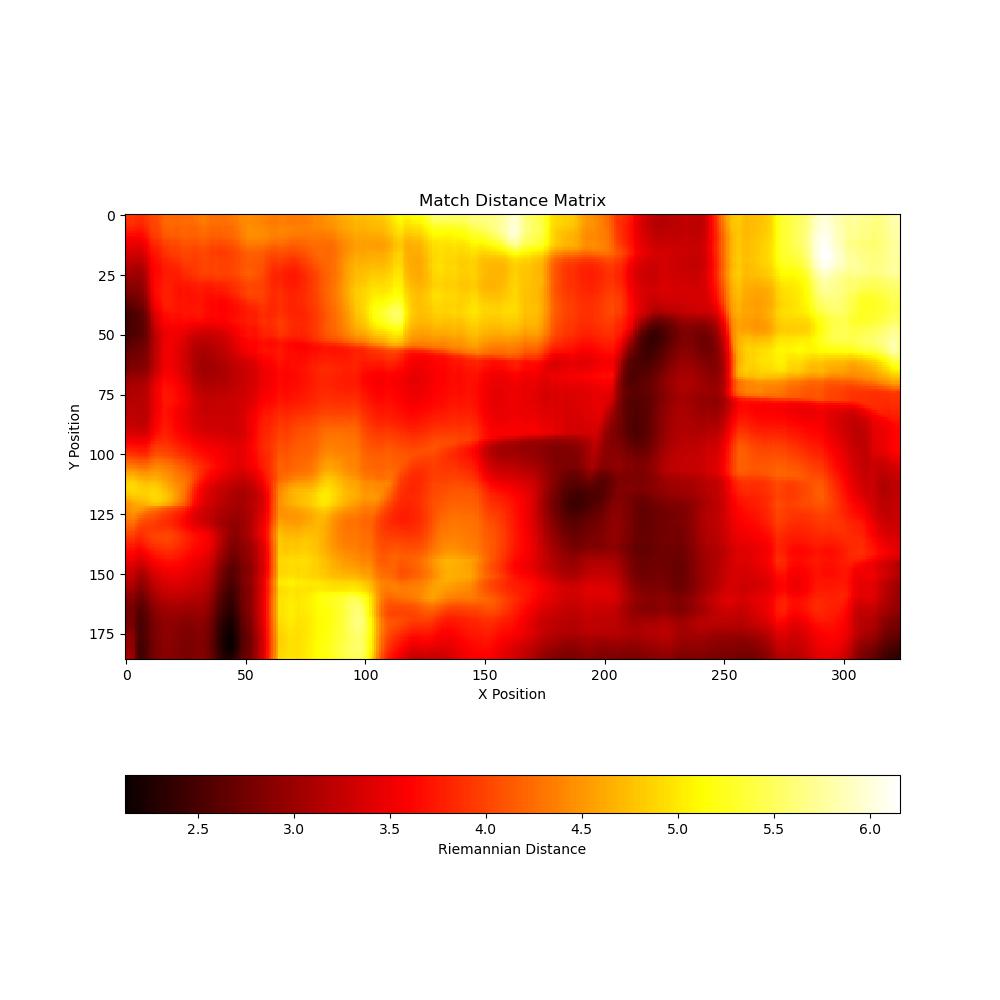 Match Distance Matrix
0
25
50
75
100
125
150
175
Y Position
0 50 100 150 200 250 300
X Position
2.5 3.0 3.5 4.0 4.5 5.0 5.5 6.0
Riemannian Distance